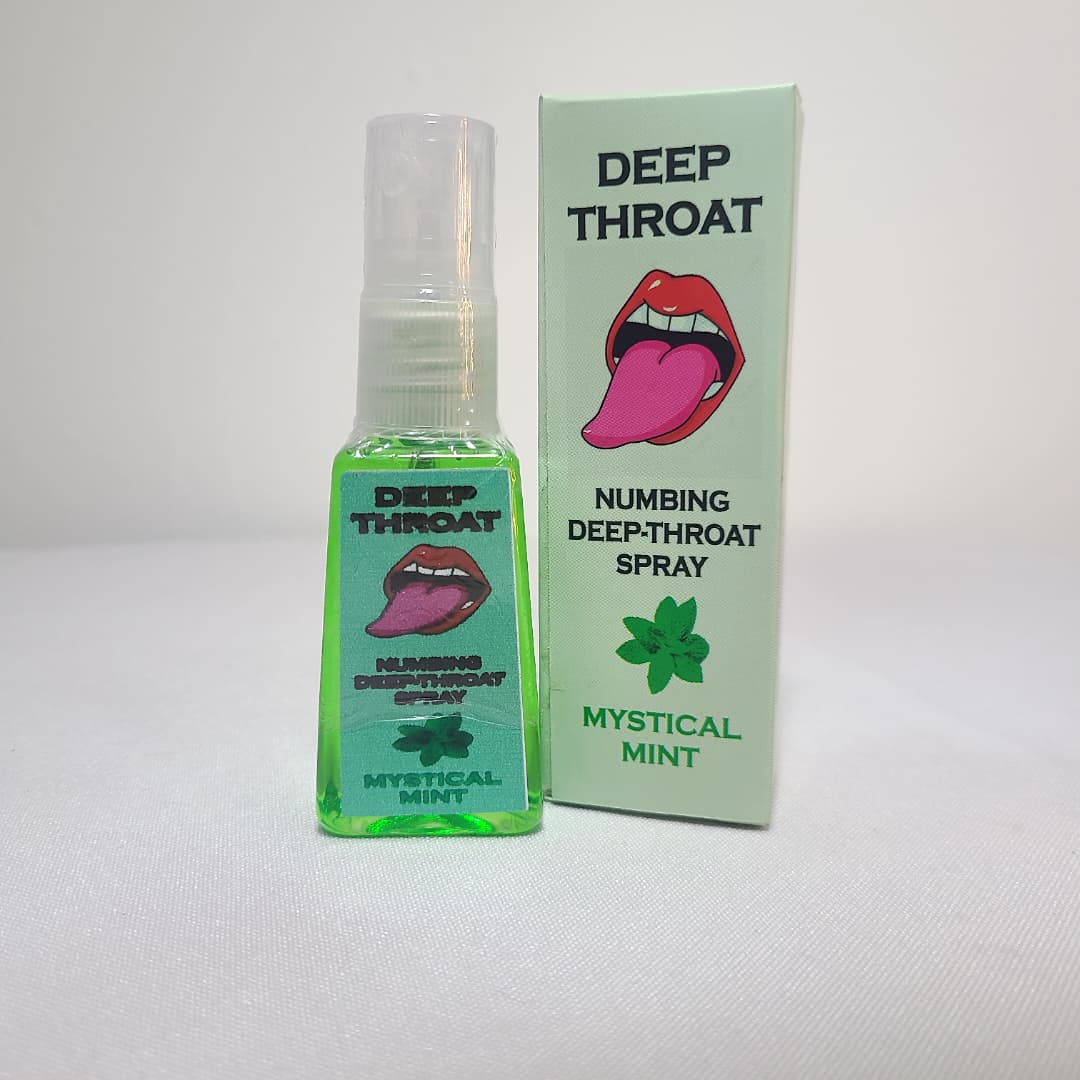 DEEP
THROAT
NUMBING
DEEP-THROAT
SPRAY
MYSTICAL
MINT
DEEP
THROAT
NUMBING
DEEP-THROAT
SPRAY
MYSTICAL
MINT